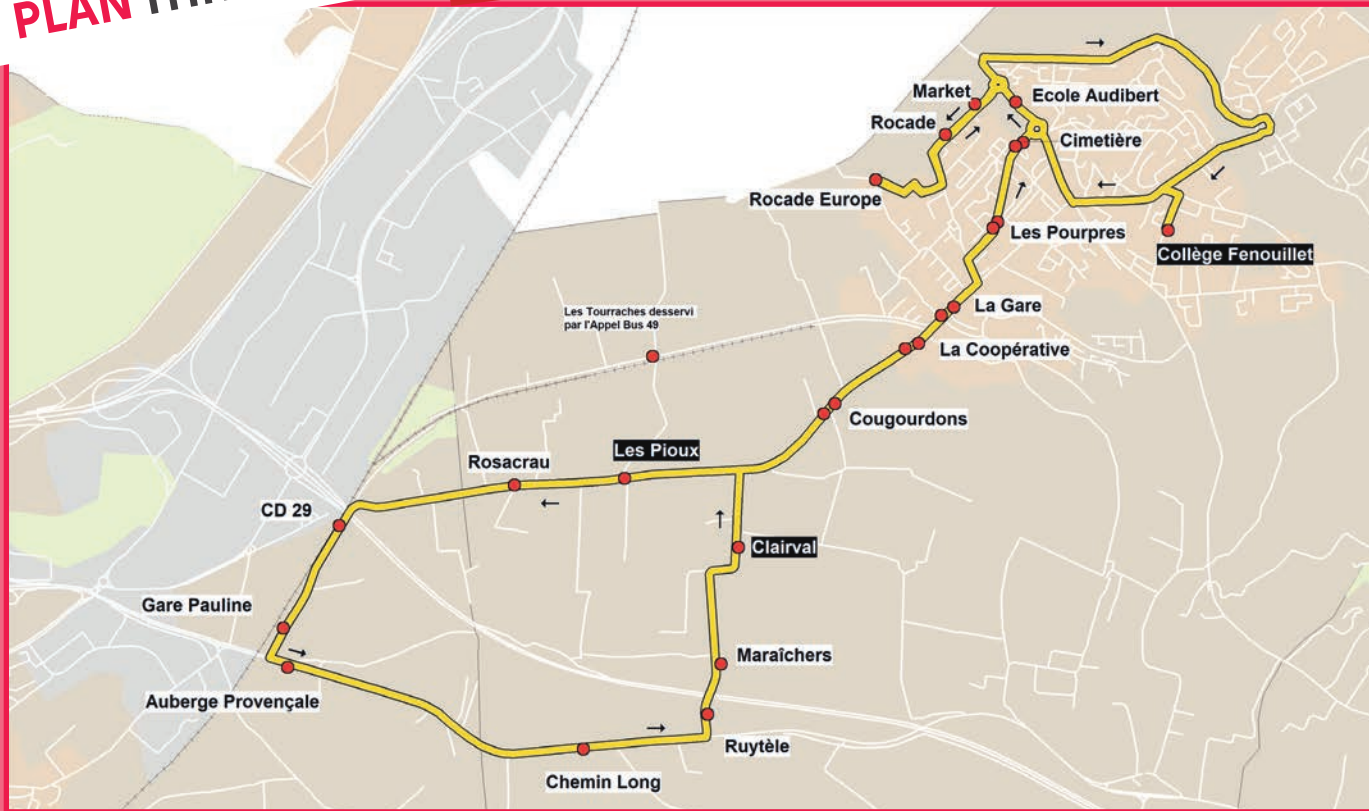 PLAN
Market
Ecole Audibert
Rocade
Cimetière
Rocade Europe
Les Pourpres
Collège Fenouillet
La Gare
Les Tourraches desservi
par l'Appel Bus 49
La Coopérative
Cougourdons
Les Pioux
Rosacrau
CD 29
Clairval
Gare Pauline
Maraîchers
Auberge Provençale
Ruytèle
Chemin Long